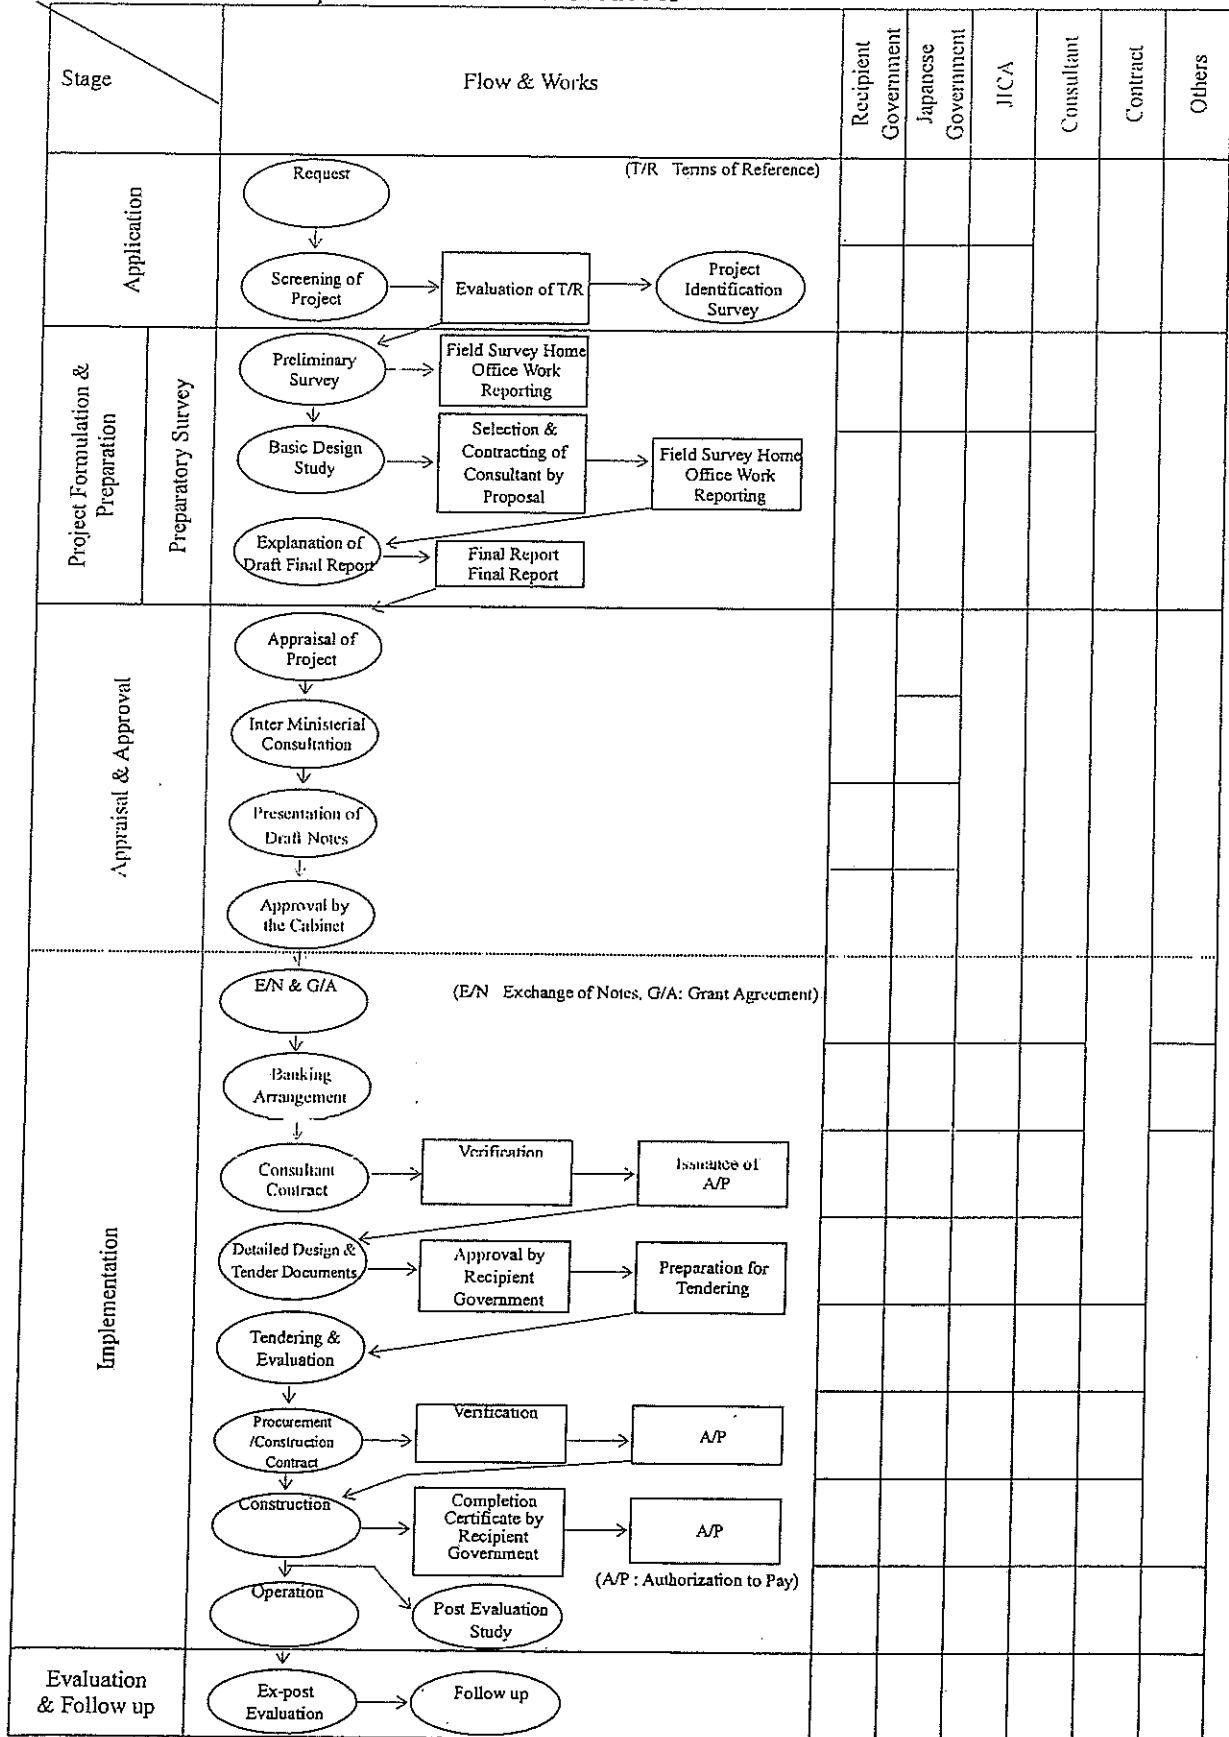 Stage
Flow & Works
Recipient
Government
Japanese
Government
JICA
Consultant
Contract
Others
Application
Request
(T/R Terms of Reference)
Screening of
Project
Evaluation of T/R
Project
Identification
Survey
Project Formulation &
Preparation
Preparatory Survey
Preliminary
Survey
Field Survey Home
Office Work
Reporting
Basic Design
Study
Selection &
Contracting of
Consultant by
Proposal
Field Survey Home
Office Work
Reporting
Explanation of
Draft Final Report
Final Report
Final Report
Appraisal & Approval
Appraisal of
Project
Inter Ministerial
Consultation
Presentation of
Draft Notes
Approval by
the Cabinet
Implementation
E/N & G/A
(E/N Exchange of Notes, G/A: Grant Agreement)
Banking
Arrangement
Consultant
Contract
Verification
Issuance of
A/P
Detailed Design &
Tender Documents
Approval by
Recipient
Government
Preparation for
Tendering
Tendering &
Evaluation
Procurement
/Construction
Contract
Verification
A/P
Construction
Completion
Certificate by
Recipient
Government
A/P
(A/P : Authorization to Pay)
Operation
Post Evaluation
Study
Evaluation
& Follow up
Ex-post
Evaluation
Follow up